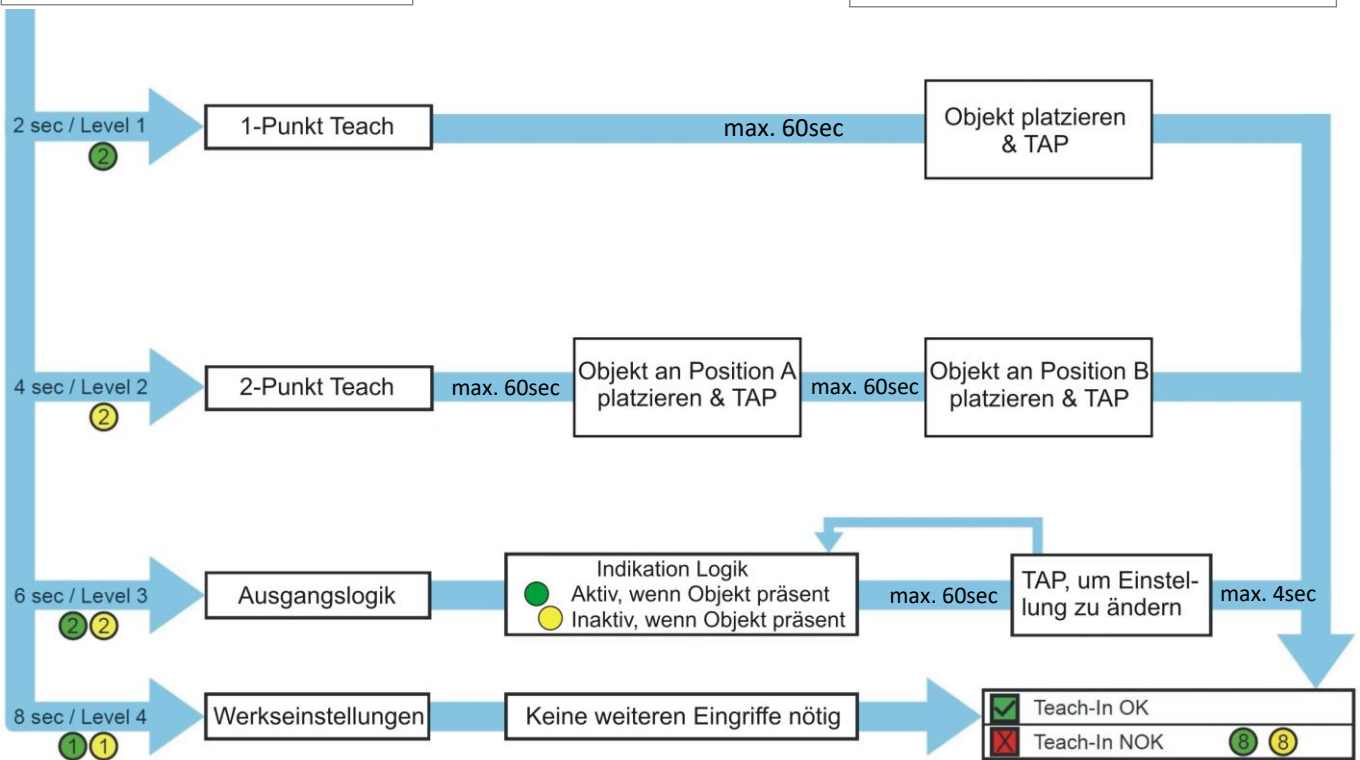 2 sec / Level 1
2
1-Punkt Teach
max. 60sec
Objekt platzieren
& TAP
4 sec / Level 2
2
2-Punkt Teach
max. 60sec
Objekt an Position A
platzieren & TAP
max. 60sec
Objekt an Position B
platzieren & TAP
6 sec / Level 3
2 2
Ausgangslogik
Indikation Logik
Aktiv, wenn Objekt präsent
Inaktiv, wenn Objekt präsent
max. 60sec
TAP, um Einstel-
lung zu ändern
max. 4sec
8 sec / Level 4
1 1
Werkseinstellungen
Keine weiteren Eingriffe nötig
Teach-In OK
X Teach-In NOK 8 8